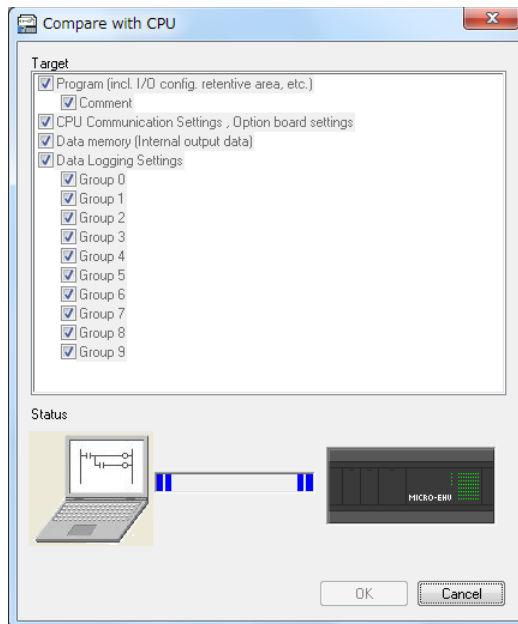 Compare with CPU
Target
Program (incl. I/O config. retentive area, etc.)
Comment
CPU Communication Settings , Option board settings
Data memory (Internal output data)
Data Logging Settings
Group 0
Group 1
Group 2
Group 3
Group 4
Group 5
Group 6
Group 7
Group 8
Group 9
Status
MICRO-EHV
OK
Cancel